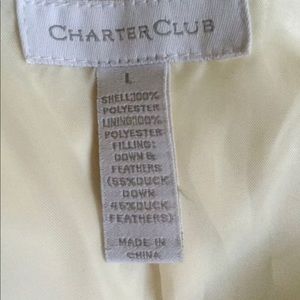 CHARTER CLUB
L
SHELL:100%
POLYESTER
LINING:100%
POLYESTER
FILLING:
DOWN &
FEATHERS
(55%DUCK
DOWN
45%DUCK
FEATHERS)
MADE IN
CHINA